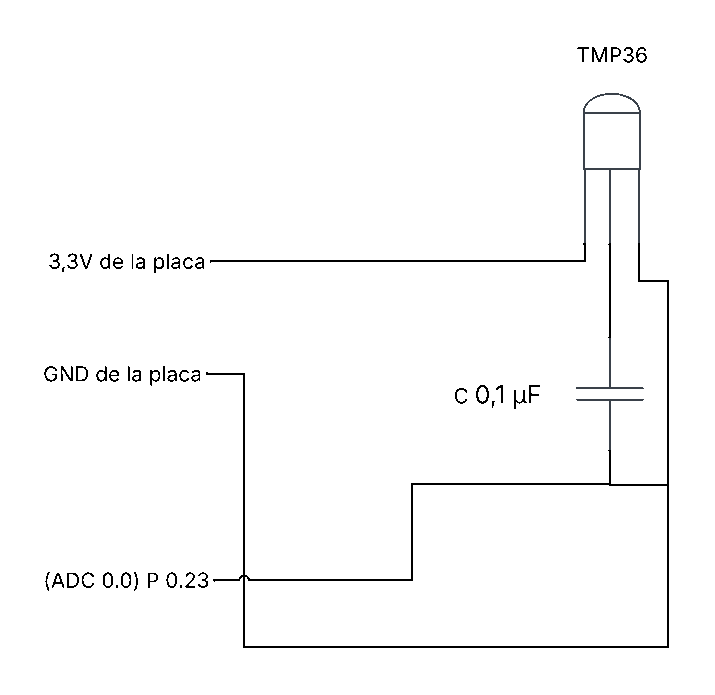 TMP36
3,3V de la placa
GND de la placa
C 0,1 µF
(ADC 0.0) P 0.23